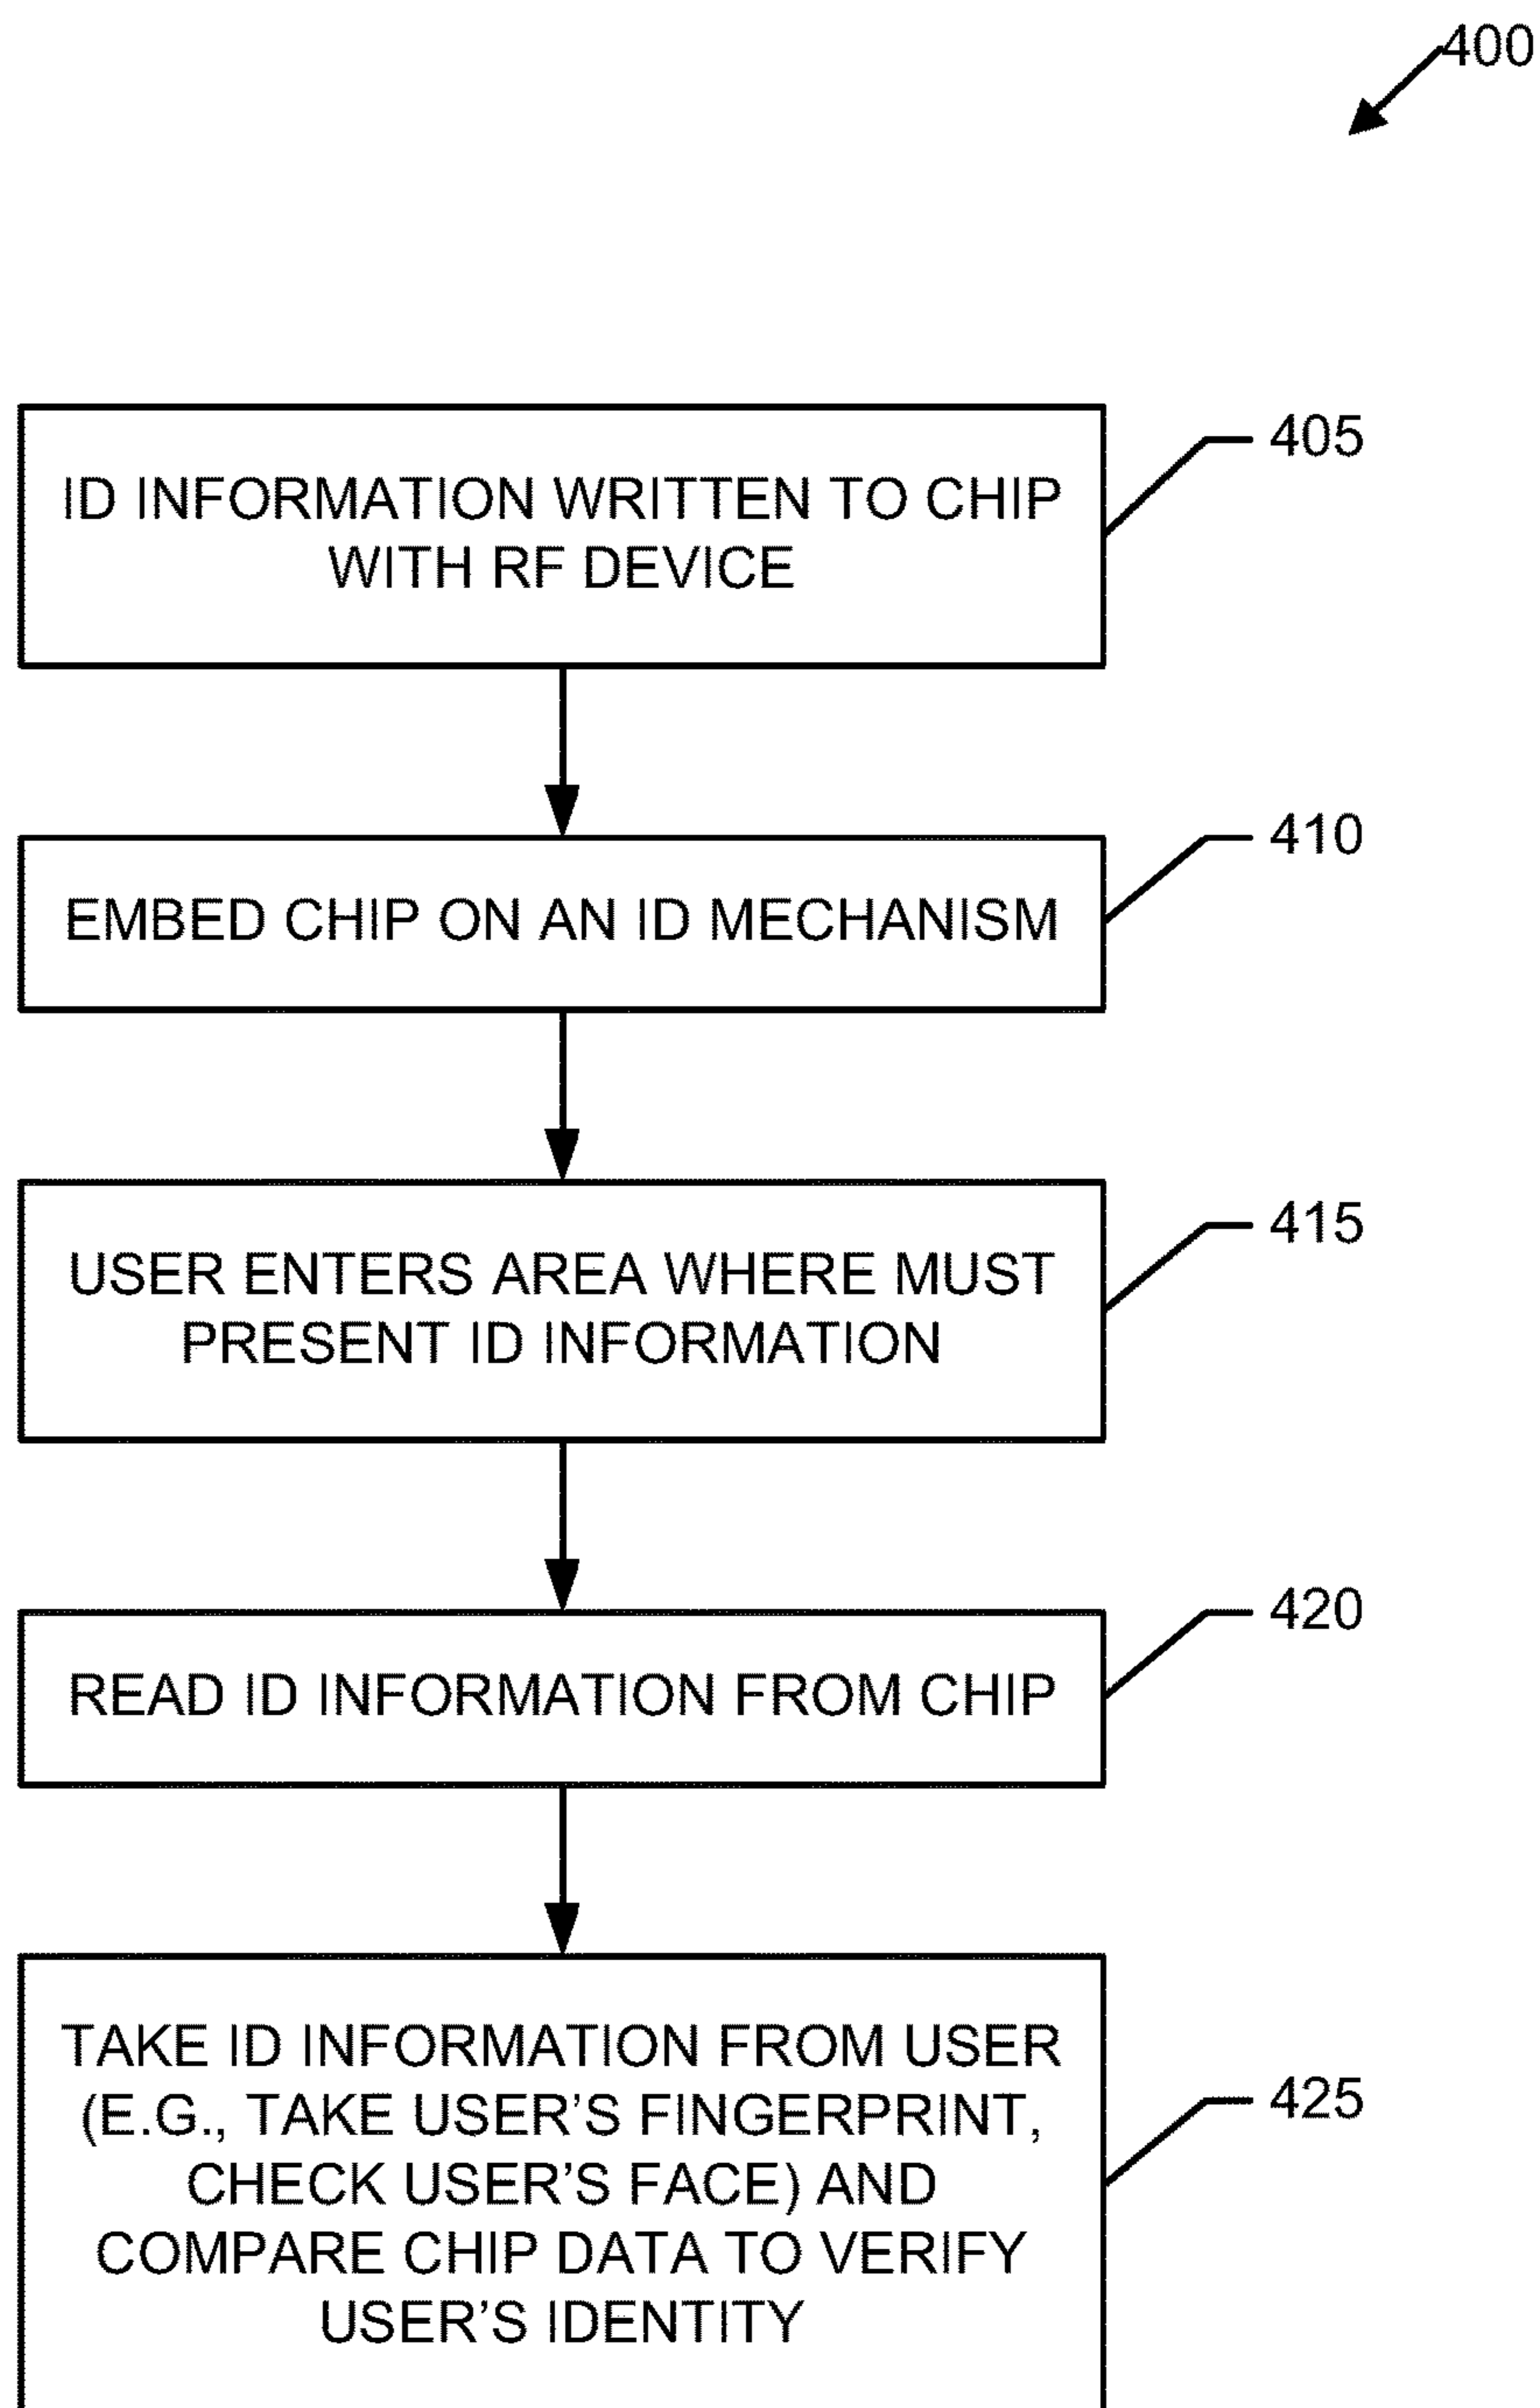 400
ID INFORMATION WRITTEN TO CHIP
WITH RF DEVICE
405
EMBED CHIP ON AN ID MECHANISM
410
USER ENTERS AREA WHERE MUST
PRESENT ID INFORMATION
415
READ ID INFORMATION FROM CHIP
420
TAKE ID INFORMATION FROM USER
(E.G., TAKE USER'S FINGERPRINT,
CHECK USER'S FACE) AND
COMPARE CHIP DATA TO VERIFY
USER'S IDENTITY
425